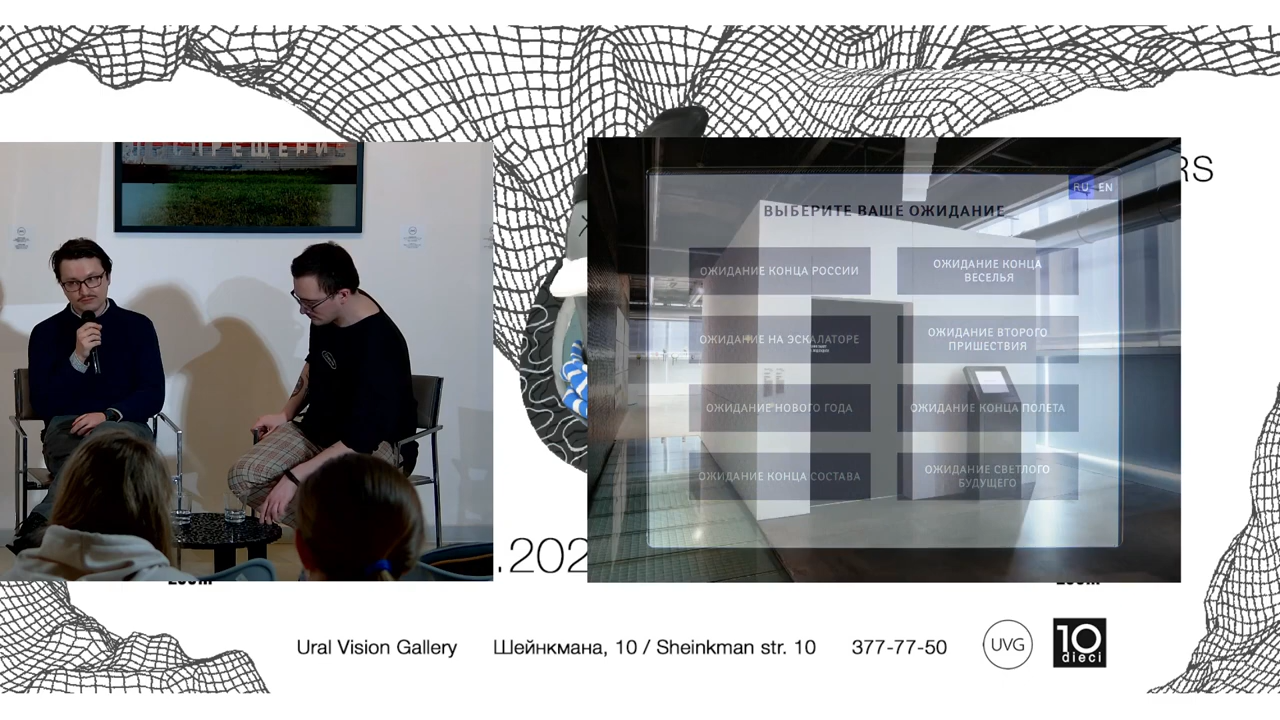 RU EN
ВЫБЕРИТЕ ВАШЕ ОЖИДАНИЕ
ОЖИДАНИЕ КОНЦА РОССИИ
ОЖИДАНИЕ КОНЦА
ВЕСЕЛЬЯ
ОЖИДАНИЕ НА ЭСКАЛАТОРЕ
ОЖИДАНИЕ ВТОРОГО
ПРИШЕСТВИЯ
ОЖИДАНИЕ НОВОГО ГОДА
ОЖИДАНИЕ КОНЦА ПОЛЕТА
ОЖИДАНИЕ КОНЦА СОСТАВА
ОЖИДАНИЕ СВЕТЛОГО
БУДУЩЕГО
RS
.202
Ural Vision Gallery Шейнкмана, 10 / Sheinkman str. 10 377-77-50 UVG 10
dieci